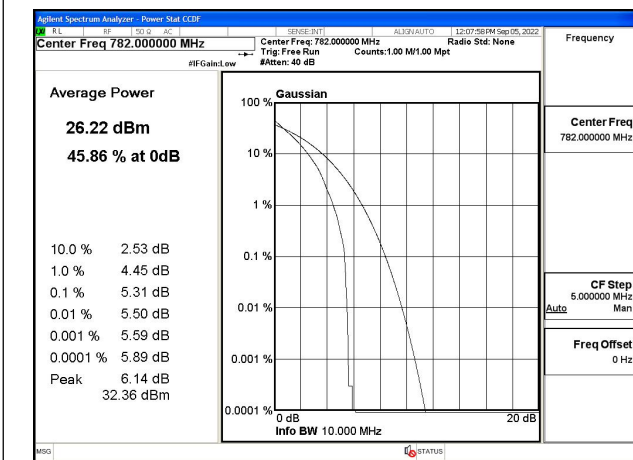 Agilent Spectrum Analyzer - Power Stat CCDF
RL RF 50 Ω AC SENSE:INT ALIGNAUTO 12:07:58 PM Sep 05, 2022
Center Freq 782.000000 MHz
Center Freq: 782.000000 MHz Radio Std: None
Trig: Free Run Counts:1.00 M/1.00 Mpt
#IFGain:Low #Atten: 40 dB
Frequency
Average Power
26.22 dBm
45.86 % at 0dB
10.0 % 2.53 dB
1.0 % 4.45 dB
0.1 % 5.31 dB
0.01 % 5.50 dB
0.001 % 5.59 dB
0.0001 % 5.89 dB
Peak 6.14 dB
32.36 dBm
Gaussian
100 %
10 %
1 %
0.1 %
0.01 %
0.001 %
0.0001 %
0 dB 20 dB
Info BW 10.000 MHz
Center Freq
782.000000 MHz
CF Step
5.000000 MHz
Auto Man
Freq Offset
0 Hz
MSG STATUS